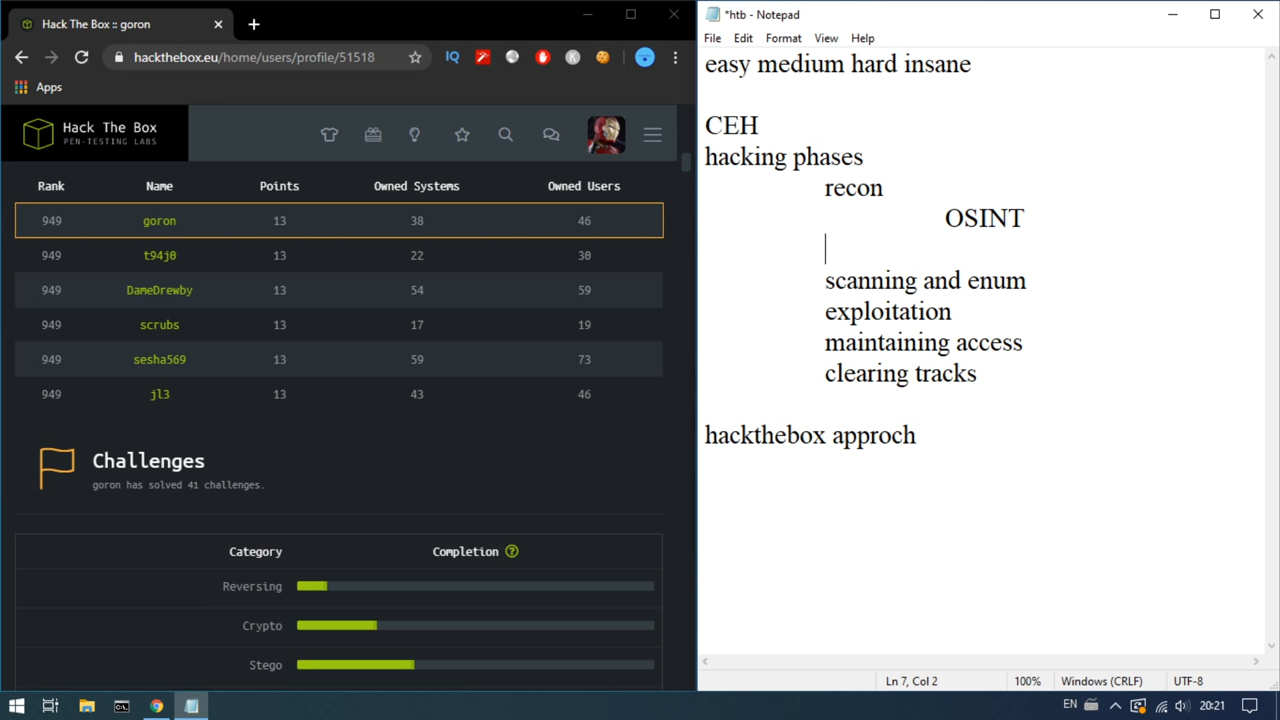 Hack The Box :: goron
hackthebox.eu/home/users/profile/51518
Apps
Hack The Box
PEN-TESTING LABS
Rank Name Points Owned Systems Owned Users
949 goron 13 38 46
949 t94j0 13 22 30
949 DameDrewby 13 54 59
949 scrubs 13 17 19
949 sesha569 13 59 73
949 jl3 13 43 46
Challenges
goron has solved 41 challenges.
Category Completion
Reversing
Crypto
Stego
*htb - Notepad
File Edit Format View Help
easy medium hard insane
CEH
hacking phases
recon
OSINT
scanning and enum
exploitation
maintaining access
clearing tracks
hackthebox approch
Ln 7, Col 2 100% Windows (CRLF) UTF-8
EN 20:21